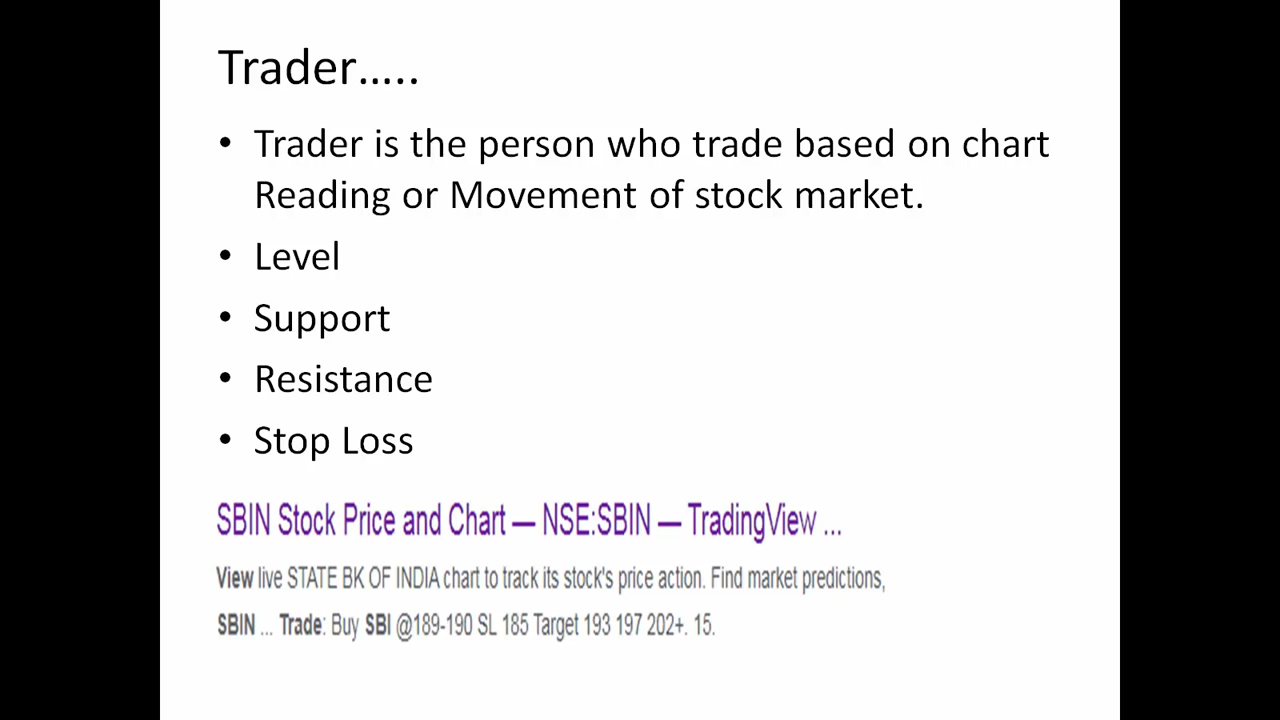 Trader…..
• Trader is the person who trade based on chart
Reading or Movement of stock market.
• Level
• Support
• Resistance
• Stop Loss
SBIN Stock Price and Chart — NSE:SBIN — TradingView ...
View live STATE BK OF INDIA chart to track its stock's price action. Find market predictions,
SBIN ... Trade: Buy SBI @189-190 SL 185 Target 193 197 202+. 15.